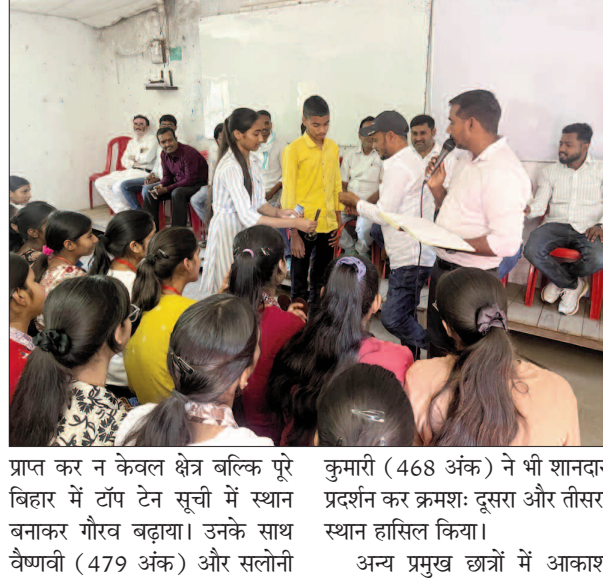 प्राप्त कर न केवल क्षेत्र बल्कि पूरे
बिहार में टॉप टेन सूची में स्थान
बनाकर गौरव बढ़ाया। उनके साथ
वैष्णवी (479 अंक) और सलोनी
कुमारी (468 अंक) ने भी शानदार
प्रदर्शन कर क्रमशः दूसरा और तीसरा
स्थान हासिल किया।
अन्य प्रमुख छात्रों में आकाश